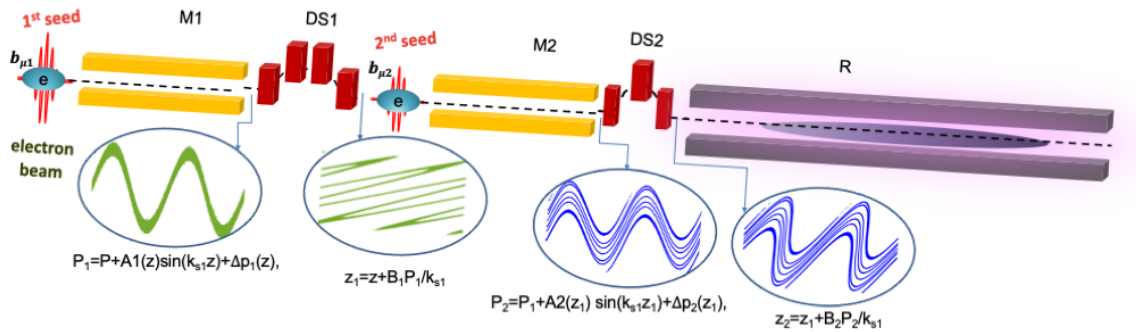 1st seed
M1
DS1
bμ1
e
2nd seed
bμ2
e
M2
DS2
R
electron
beam
P₁=P+A1(z)sin(kₛ₁z)+Δp₁(z),
z₁=z+B₁P₁/kₛ₁
P₂=P₁+A2(z₁) sin(kₛ₁z₁)+Δp₂(z₁),
z₂=z₁+B₂P₂/kₛ₁